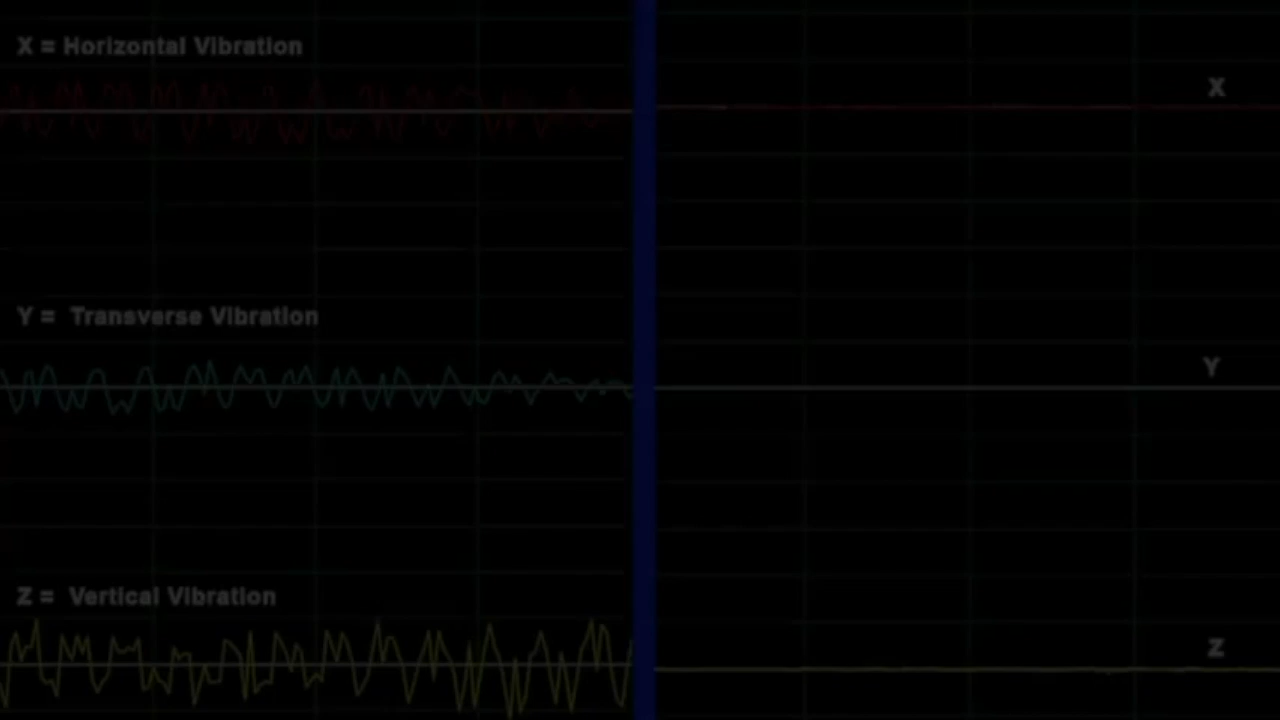 X = Horizontal Vibration
X
Y = Transverse Vibration
Y
Z = Vertical Vibration
Z